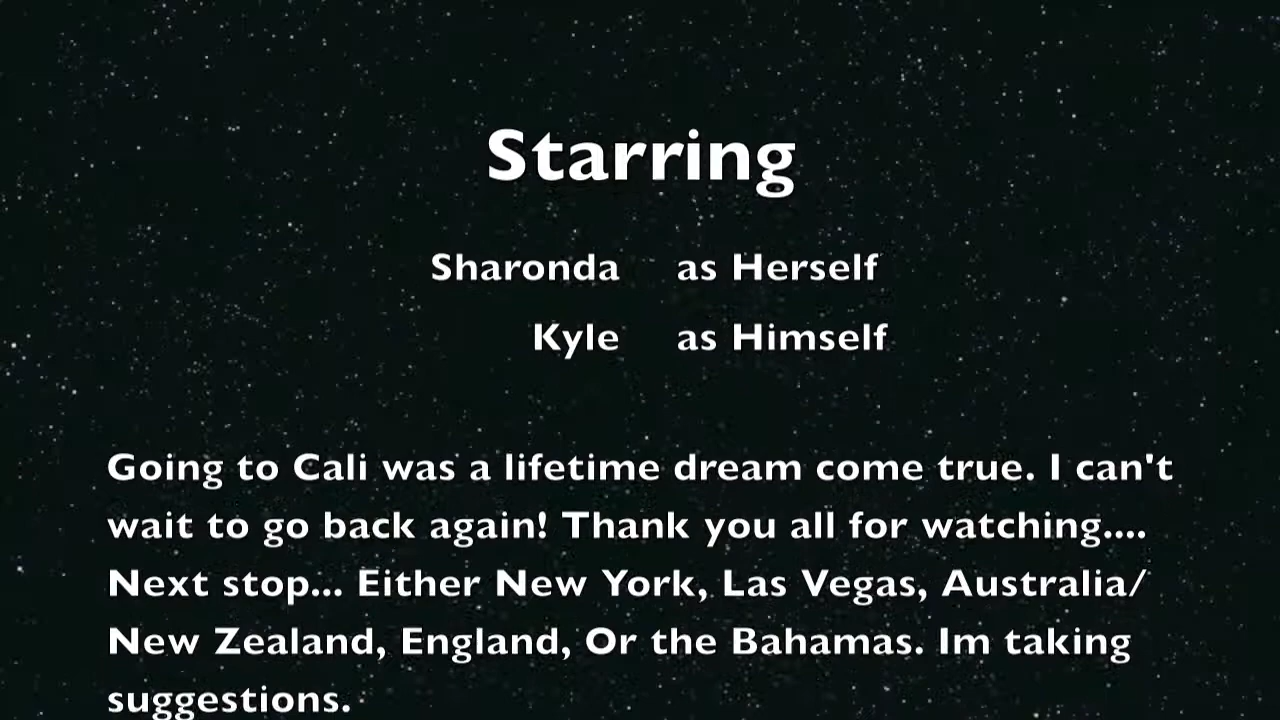 Starring
Sharonda as Herself
Kyle as Himself
Going to Cali was a lifetime dream come true. I can't
wait to go back again! Thank you all for watching....
Next stop... Either New York, Las Vegas, Australia/
New Zealand, England, Or the Bahamas. Im taking
suggestions.